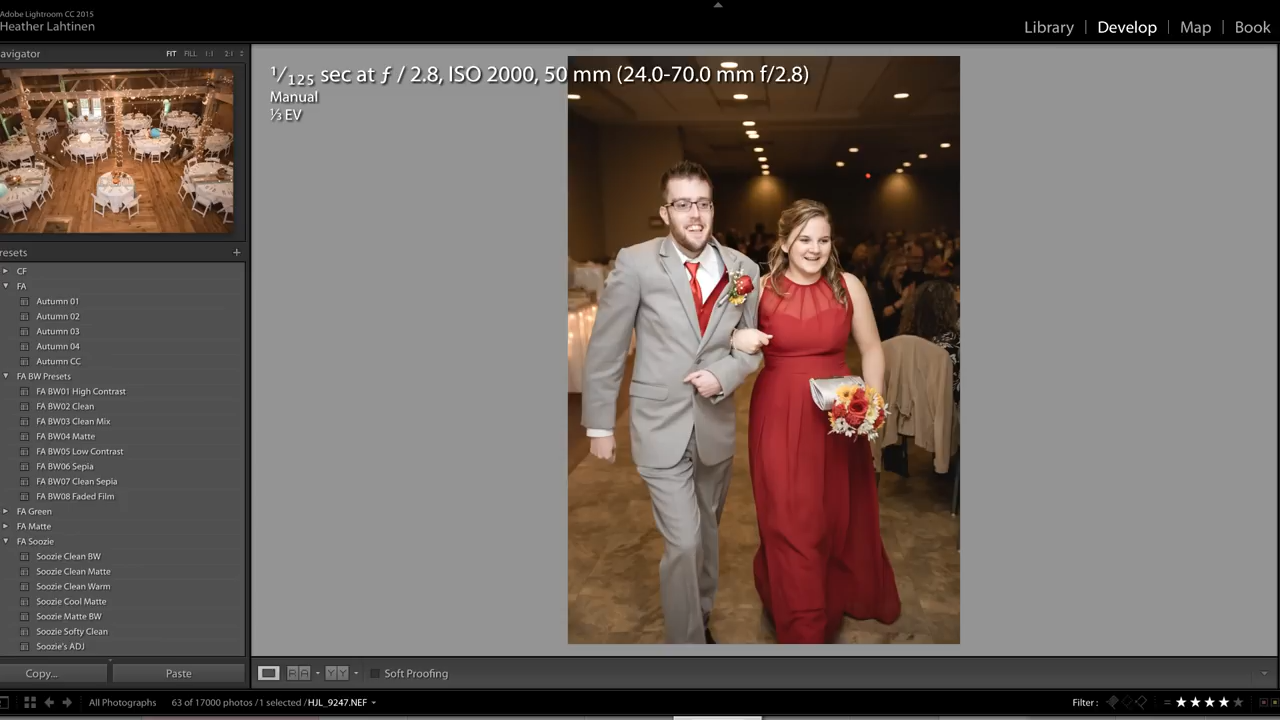 Adobe Lightroom CC 2015
Heather Lahtinen
Library | Develop | Map | Book
avigator FIT FILL 1:1 2:1
1/125 sec at ƒ / 2.8, ISO 2000, 50 mm (24.0-70.0 mm f/2.8)
Manual
⅓ EV
resets +
CF
FA
Autumn 01
Autumn 02
Autumn 03
Autumn 04
Autumn CC
FA BW Presets
FA BW01 High Contrast
FA BW02 Clean
FA BW03 Clean Mix
FA BW04 Matte
FA BW05 Low Contrast
FA BW06 Sepia
FA BW07 Clean Sepia
FA BW08 Faded Film
FA Green
FA Matte
FA Soozie
Soozie Clean BW
Soozie Clean Matte
Soozie Clean Warm
Soozie Cool Matte
Soozie Matte BW
Soozie Softy Clean
Soozie's ADJ
Copy... Paste
RA YY Soft Proofing
All Photographs 63 of 17000 photos / 1 selected / HJL_9247.NEF Filter : = ★★★★★